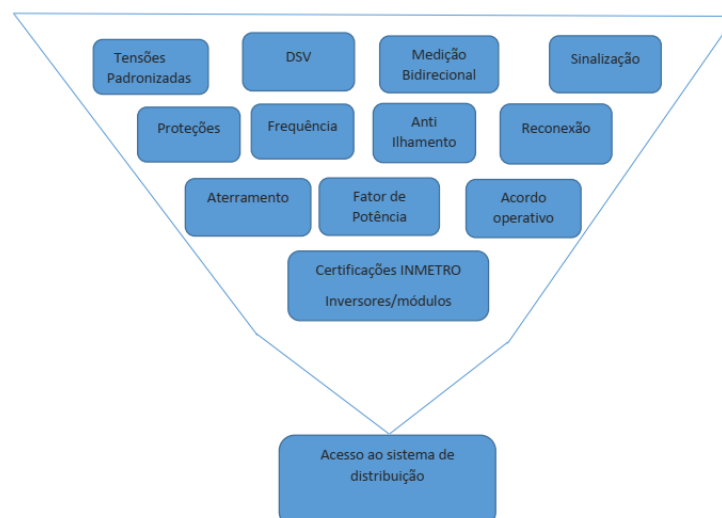 Tensões
Padronizadas
DSV
Medição
Bidirecional
Sinalização
Proteções
Frequência
Anti
Ilhamento
Reconexão
Aterramento
Fator de
Potência
Acordo
operativo
Certificações INMETRO
Inversores/módulos
Acesso ao sistema de
distribuição